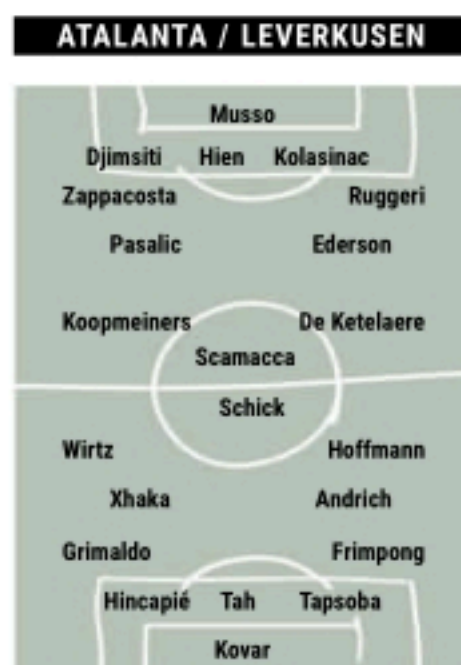 ATALANTA / LEVERKUSEN
Musso
Djimsiti Hien Kolasinac
Zappacosta Ruggeri
Pasalic Ederson
Koopmeiners De Ketelaere
Scamacca
Schick
Wirtz Hoffmann
Xhaka Andrich
Grimaldo Frimpong
Hincapié Tah Tapsoba
Kovar